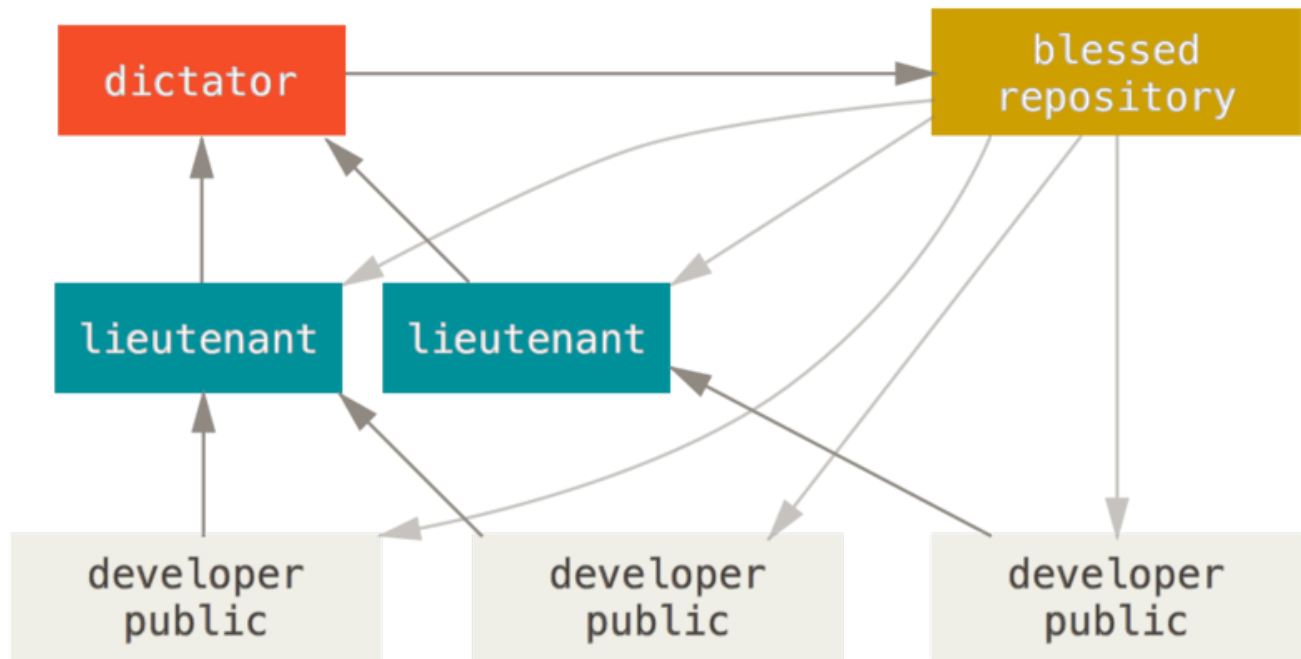 dictator
blessed
repository
lieutenant
lieutenant
developer
public
developer
public
developer
public